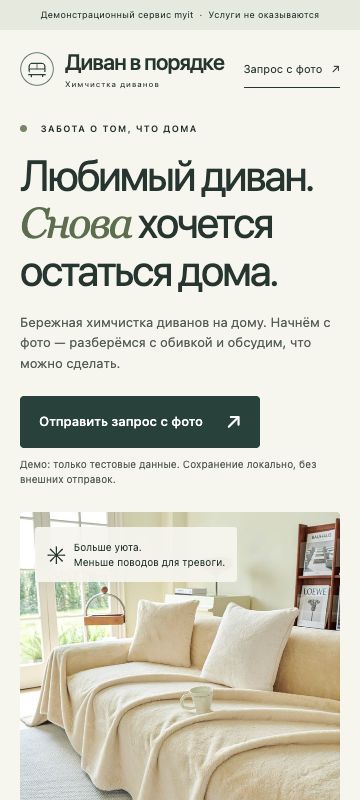 Демонстрационный сервис myit · Услуги не оказываются
Диван в порядке
Химчистка диванов
Запрос с фото ↗
ЗАБОТА О ТОМ, ЧТО ДОМА
Любимый диван.
Снова хочется
остаться дома.
Бережная химчистка диванов на дому. Начнём с
фото — разберёмся с обивкой и обсудим, что
можно сделать.
Отправить запрос с фото ↗
Демо: только тестовые данные. Сохранение локально, без
внешних отправок.
Больше уюта.
Меньше поводов для тревоги.